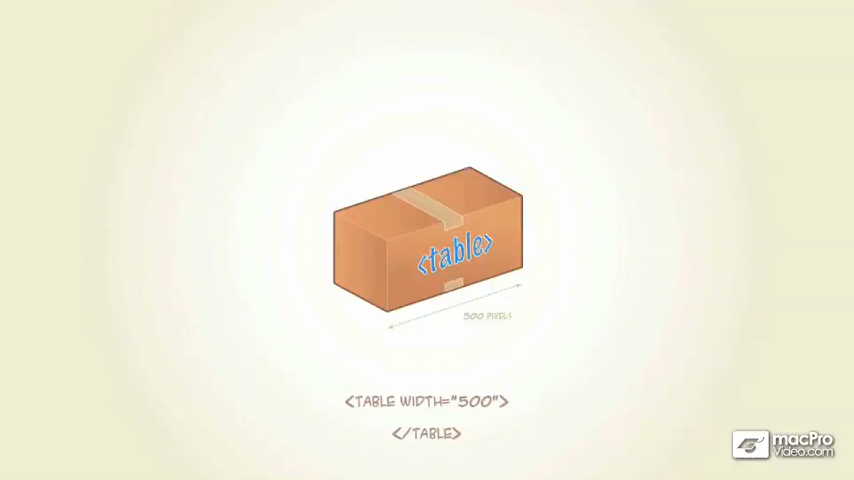 <table>
500 PIXELS
<TABLE WIDTH="500">
</TABLE>
macPro
Video.com